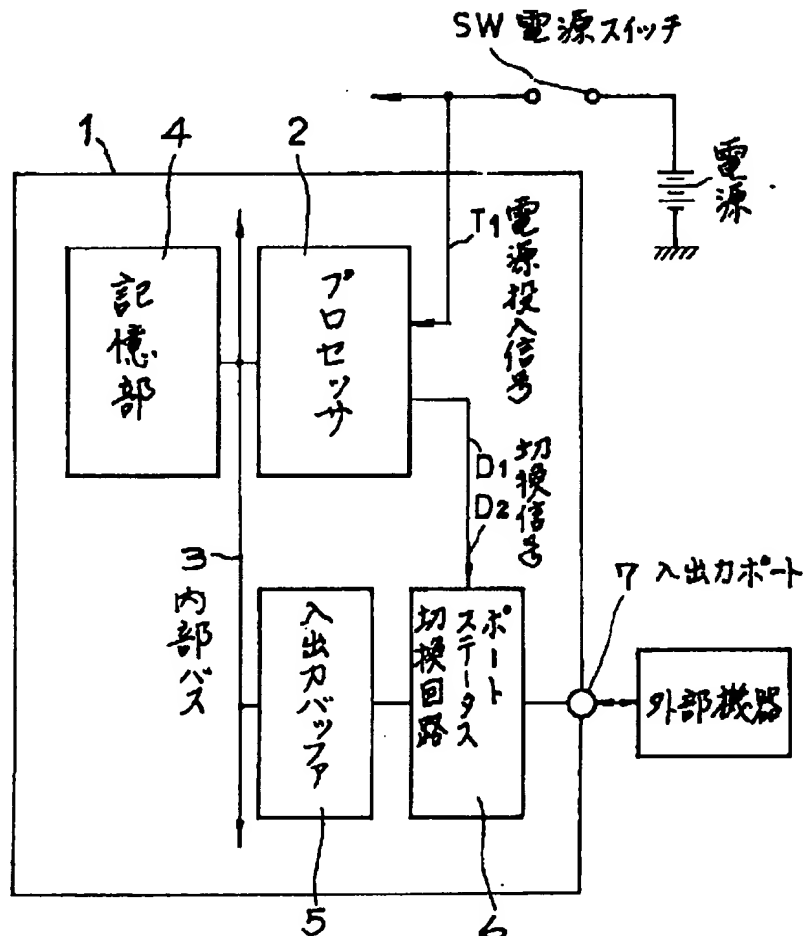 SW 電源スイッチ
電源
1
4
2
T1 電源投入信号
記憶部
プロセッサ
D1
D2
切換信号
3
内部バス
入出力バッファ
ポート
ステータス
切換回路
7 入出力ポート
外部機器
5
6